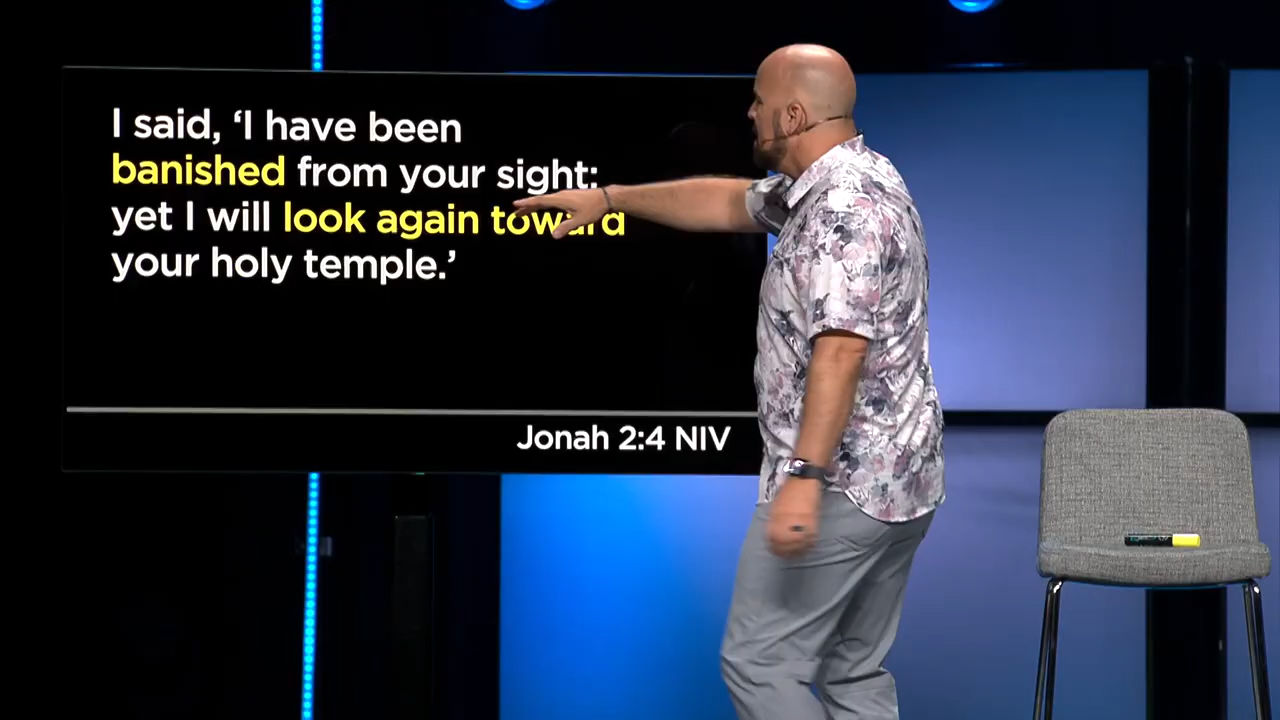 I said, ‘I have been
banished from your sight;
yet I will look again toward
your holy temple.’
Jonah 2:4 NIV